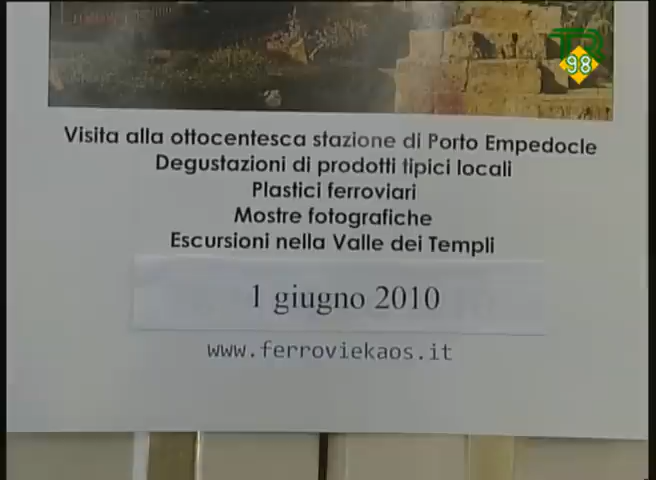 TR
98
Visita alla ottocentesca stazione di Porto Empedocle
Degustazioni di prodotti tipici locali
Plastici ferroviari
Mostre fotografiche
Escursioni nella Valle dei Templi
1 giugno 2010
www.ferroviekaos.it